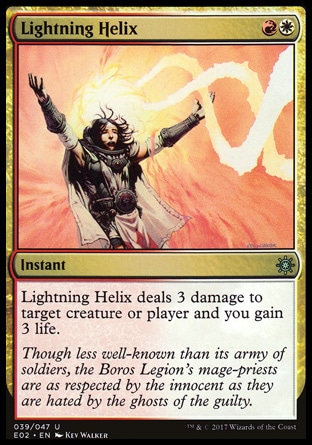 Lightning Helix
Instant
Lightning Helix deals 3 damage to
target creature or player and you gain
3 life.
Though less well-known than its army of
soldiers, the Boros Legion's mage-priests
are as respected by the innocent as they
are hated by the ghosts of the guilty.
039/047 U
E02 • EN Kev Walker
™ & © 2017 Wizards of the Coast